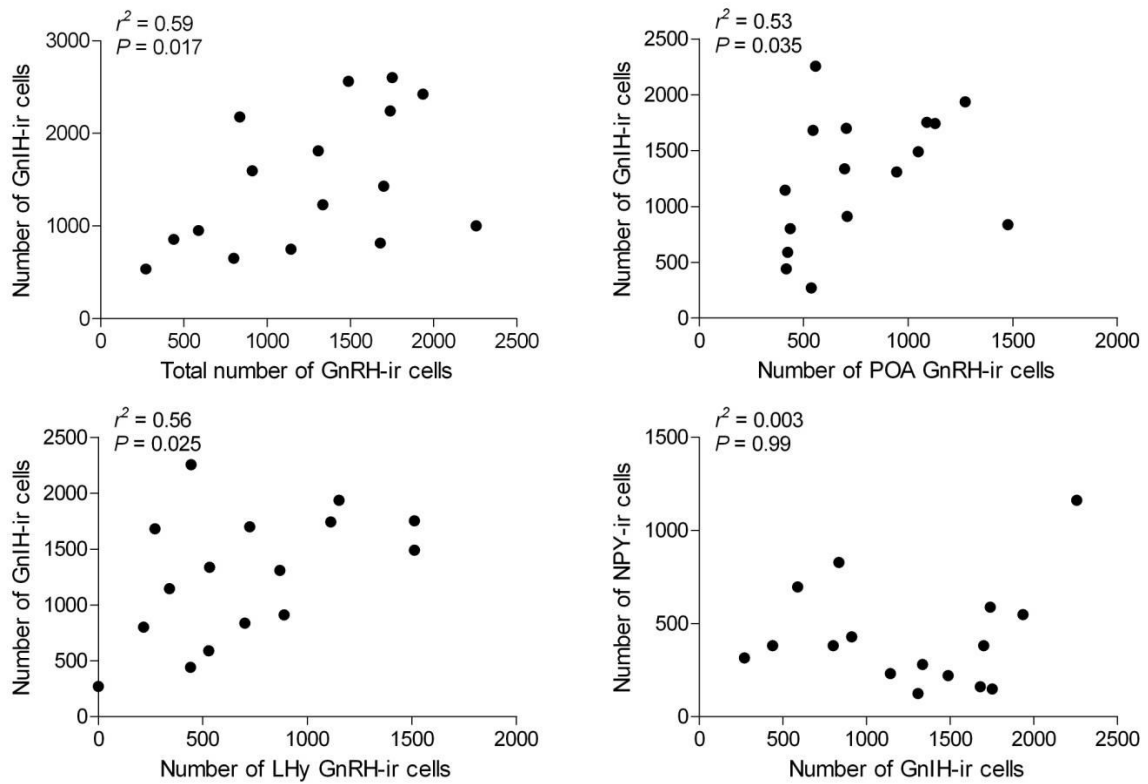 r² = 0.59
P = 0.017
3000
2000
1000
0
Number of GnIH-ir cells
0 500 1000 1500 2000 2500
Total number of GnRH-ir cells
r² = 0.53
P = 0.035
2500
2000
1500
1000
500
0
Number of GnIH-ir cells
0 500 1000 1500 2000
Number of POA GnRH-ir cells
r² = 0.56
P = 0.025
2500
2000
1500
1000
500
0
Number of GnIH-ir cells
0 500 1000 1500 2000
Number of LHy GnRH-ir cells
r² = 0.003
P = 0.99
1500
1000
500
0
Number of NPY-ir cells
0 500 1000 1500 2000 2500
Number of GnIH-ir cells